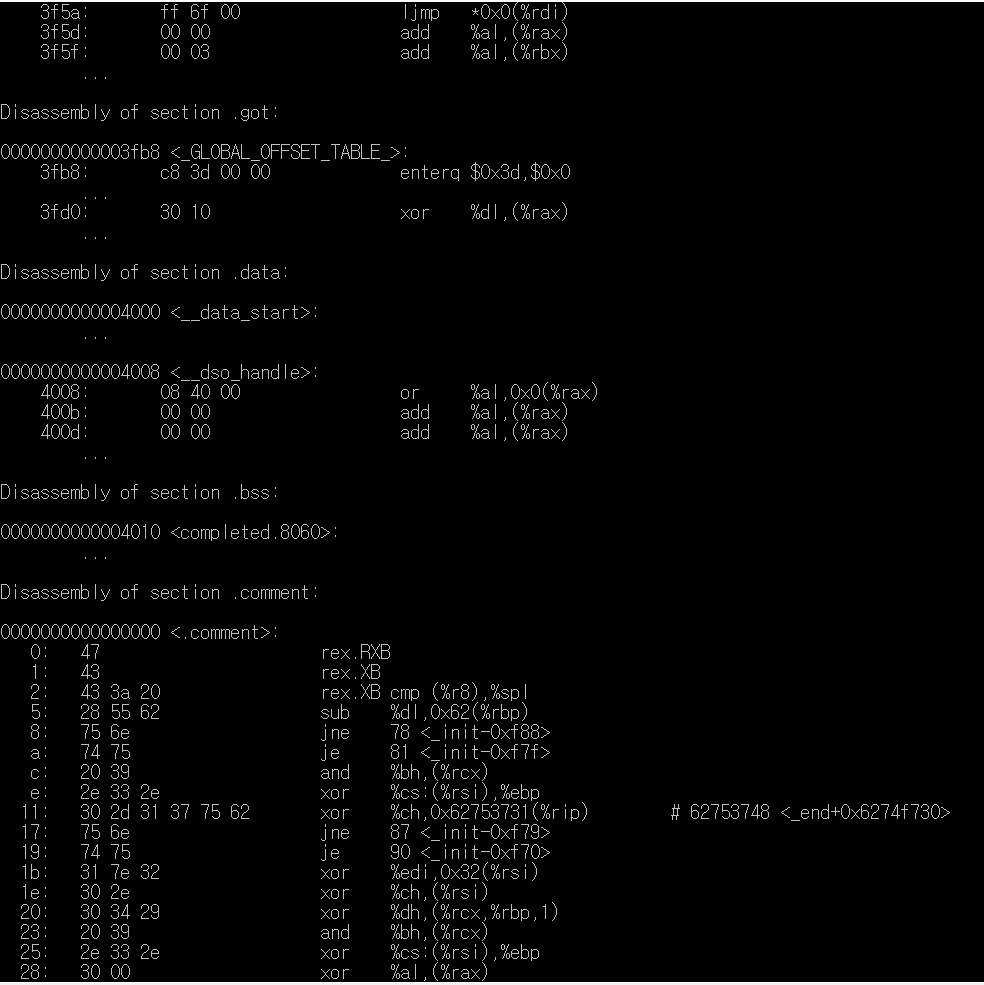 3f5a: ff 6f 00 ljmp *0x0(%rdi)
3f5d: 00 00 add %al,(%rax)
3f5f: 00 03 add %al,(%rbx)
...
Disassembly of section .got:
0000000000003fb8 <_GLOBAL_OFFSET_TABLE_>:
3fb8: c8 3d 00 00 enterq $0x3d,$0x0
...
3fd0: 30 10 xor %dl,(%rax)
...
Disassembly of section .data:
0000000000004000 <__data_start>:
...
0000000000004008 <__dso_handle>:
4008: 08 40 00 or %al,0x0(%rax)
400b: 00 00 add %al,(%rax)
400d: 00 00 add %al,(%rax)
...
Disassembly of section .bss:
0000000000004010 <completed.8060>:
...
Disassembly of section .comment:
0000000000000000 <.comment>:
0: 47 rex.RXB
1: 43 rex.XB
2: 43 3a 20 rex.XB cmp (%r8),%spl
5: 28 55 62 sub %dl,0x62(%rbp)
8: 75 6e jne 78 <_init-0xf88>
a: 74 75 je 81 <_init-0xf7f>
c: 20 39 and %bh,(%rcx)
e: 2e 33 2e xor %cs:(%rsi),%ebp
11: 30 2d 31 37 75 62 xor %ch,0x62753731(%rip) # 62753748 <_end+0x6274f730>
17: 75 6e jne 87 <_init-0xf79>
19: 74 75 je 90 <_init-0xf70>
1b: 31 7e 32 xor %edi,0x32(%rsi)
1e: 30 2e xor %ch,(%rsi)
20: 30 34 29 xor %dh,(%rcx,%rbp,1)
23: 20 39 and %bh,(%rcx)
25: 2e 33 2e xor %cs:(%rsi),%ebp
28: 30 00 xor %al,(%rax)